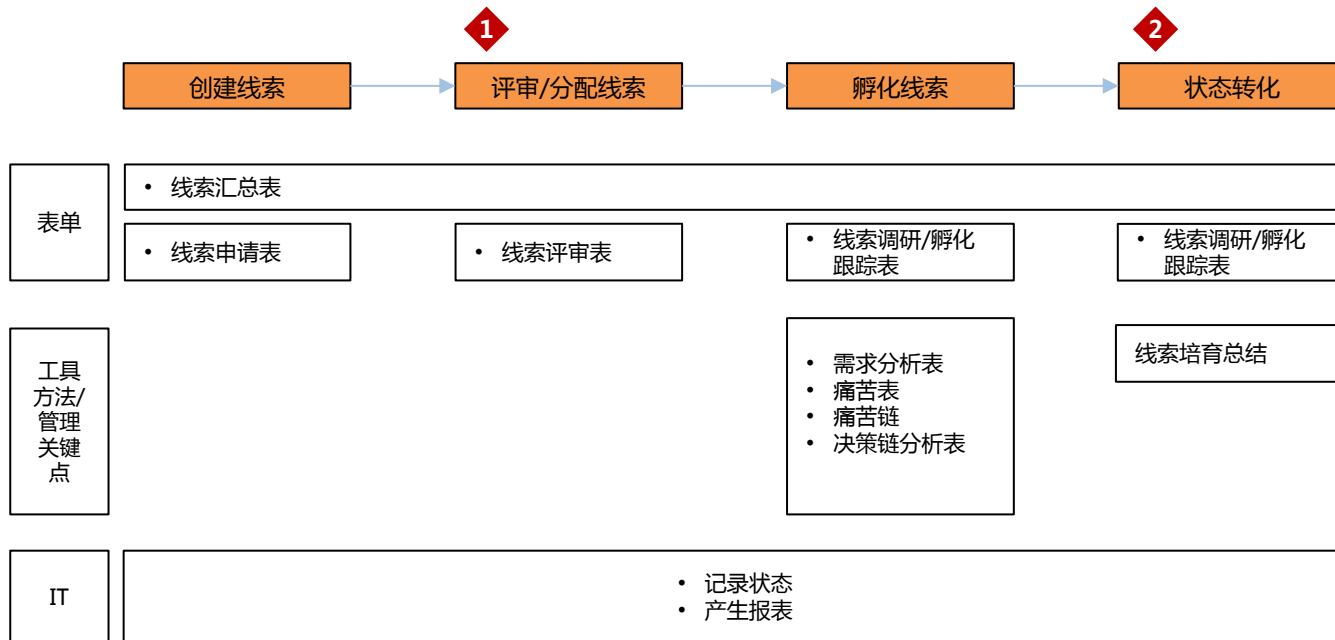 1
2
创建线索
评审/分配线索
孵化线索
状态转化
表单
• 线索汇总表
• 线索申请表
• 线索评审表
• 线索调研/孵化
跟踪表
• 线索调研/孵化
跟踪表
工具
方法/
管理
关键
点
• 需求分析表
• 痛苦表
• 痛苦链
• 决策链分析表
线索培育总结
IT
• 记录状态
• 产生报表